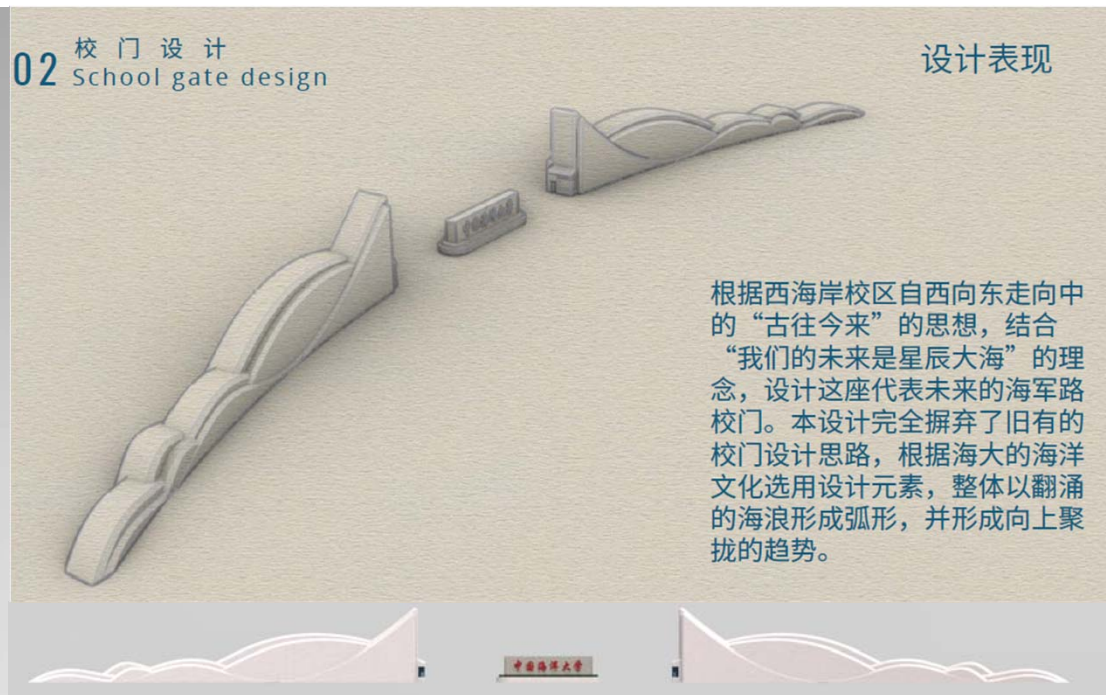 02
校门设计
School gate design
设计表现
中国海洋大学
根据西海岸校区自西向东走向中
的“古往今来”的思想，结合
“我们的未来是星辰大海”的理
念，设计这座代表未来的海军路
校门。本设计完全摒弃了旧有的
校门设计思路，根据海大的海洋
文化选用设计元素，整体以翻涌
的海浪形成弧形，并形成向上聚
拢的趋势。
中国海洋大学